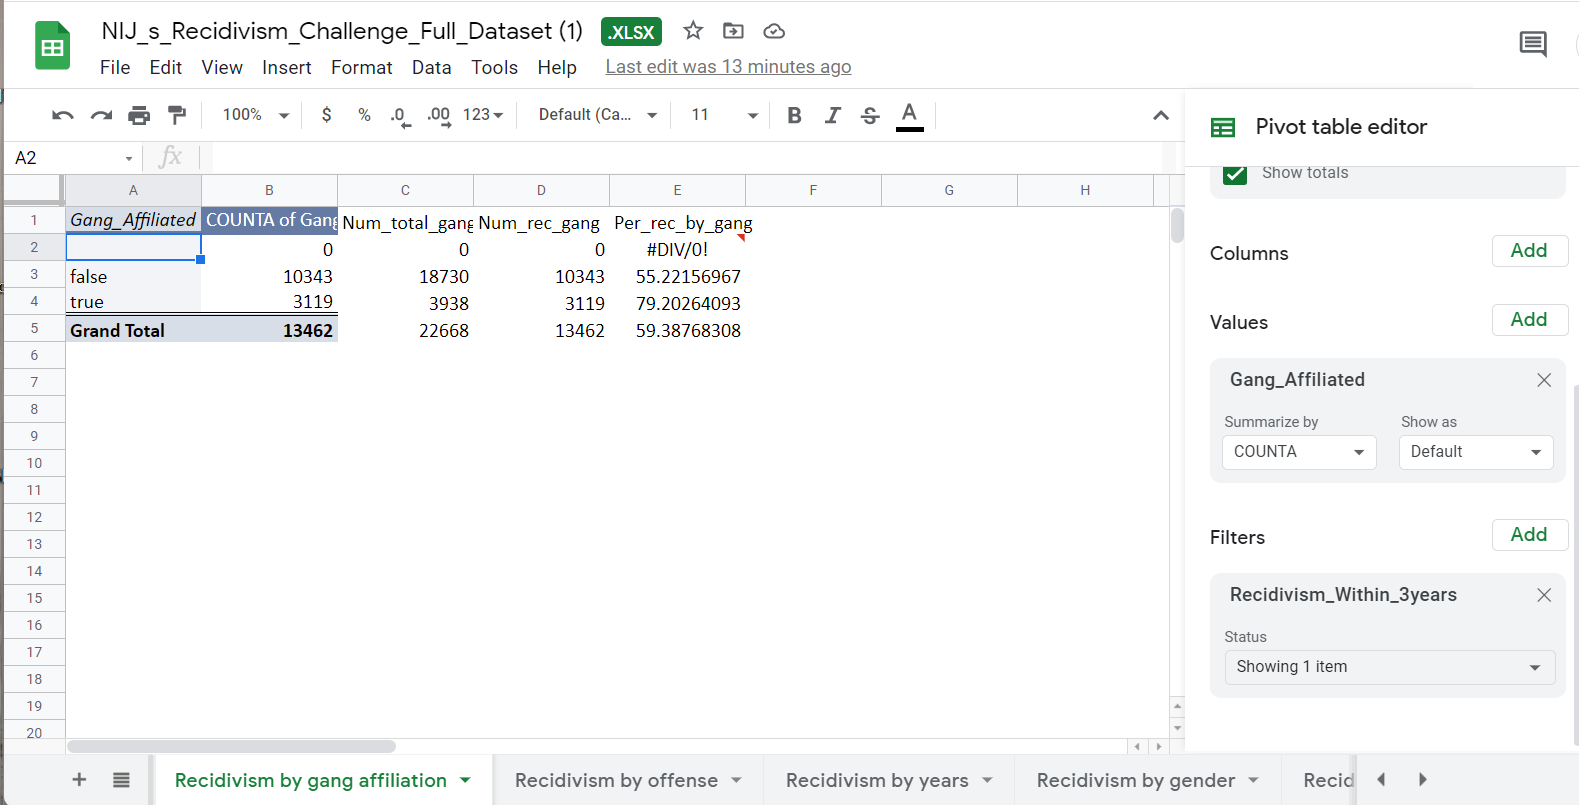 NIJ_s_Recidivism_Challenge_Full_Dataset (1) .XLSX
File Edit View Insert Format Data Tools Help Last edit was 13 minutes ago
100% $ % .0 .00 123 Default (Ca... 11 B I S A
Pivot table editor
A2 fx
Show totals
A B C D E F G H
1 Gang_Affiliated COUNTA of Gang Num_total_gang Num_rec_gang Per_rec_by_gang
2 0 0 0 #DIV/0!
3 false 10343 18730 10343 55.22156967
4 true 3119 3938 3119 79.20264093
5 Grand Total 13462 22668 13462 59.38768308
6
7
8
9
10
11
12
13
14
15
16
17
18
19
20
Columns Add
Values Add
Gang_Affiliated
Summarize by Show as
COUNTA Default
Filters Add
Recidivism_Within_3years
Status
Showing 1 item
Recidivism by gang affiliation Recidivism by offense Recidivism by years Recidivism by gender Recid